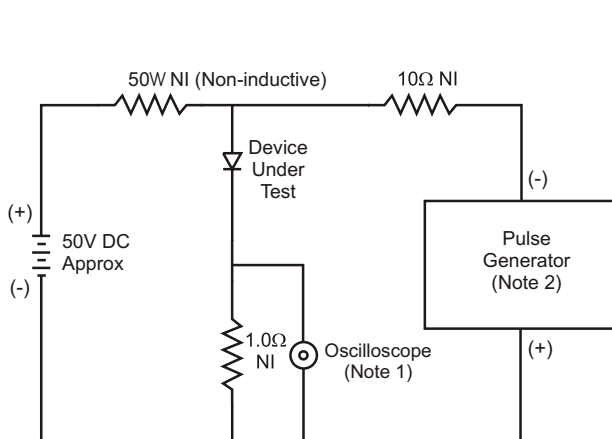 50W NI (Non-inductive)
10Ω NI
Device
Under
Test
(-)
(+)
50V DC
Approx
(-)
Pulse
Generator
(Note 2)
1.0Ω
NI
Oscilloscope
(Note 1)
(+)